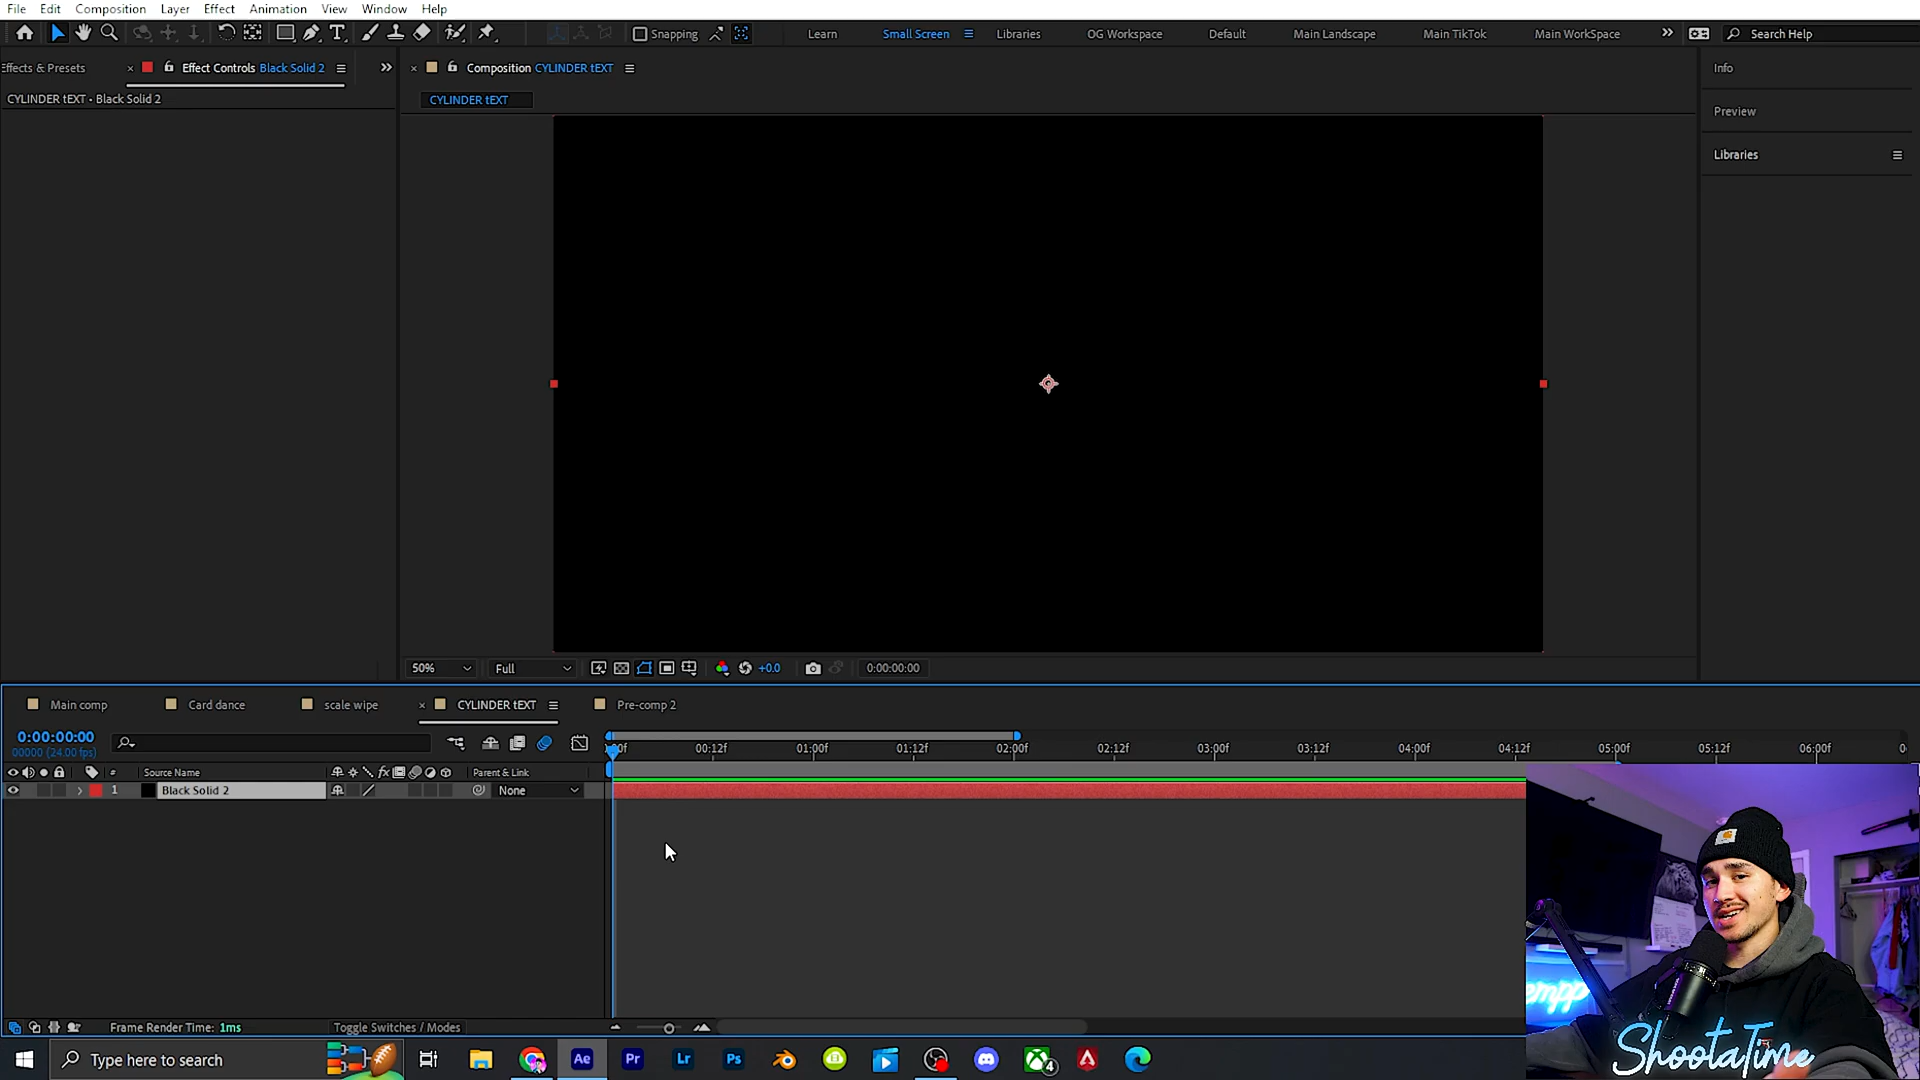 File Edit Composition Layer Effect Animation View Window Help
Snapping Learn Small Screen Libraries OG Workspace Default Main Landscape Main TikTok Main WorkSpace Search Help
ffects & Presets × Effect Controls Black Solid 2
× Composition CYLINDER tEXT
Info
CYLINDER tEXT • Black Solid 2
CYLINDER tEXT
Preview
Libraries
50% Full +0.0 0:00:00:00
Main comp Card dance scale wipe × CYLINDER tEXT Pre-comp 2
0:00:00:00
00000 (24.00 fps)
:00f 00:12f 01:00f 01:12f 02:00f 02:12f 03:00f 03:12f 04:00f 04:12f 05:00f 05:12f 06:00f 0
# Source Name fx Parent & Link
1 Black Solid 2 None
Frame Render Time: 1ms Toggle Switches / Modes
ShootaTime
Type here to search Ae Pr Lr Ps 4